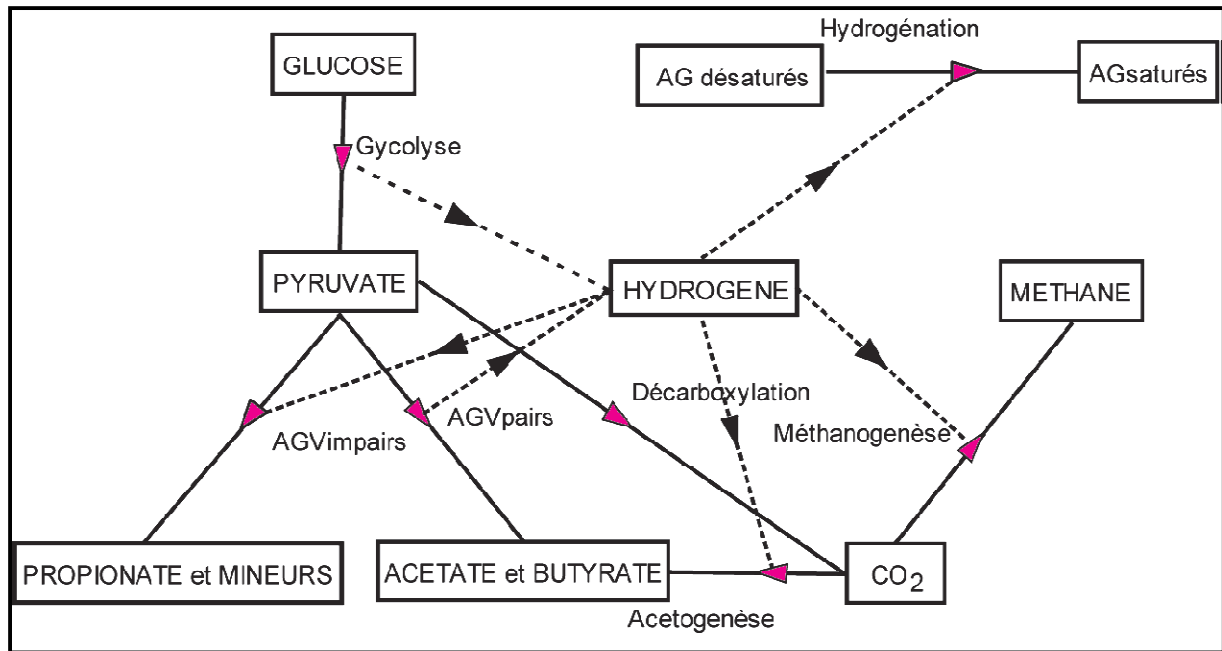 Hydrogénation
GLUCOSE
AG désaturés
AGsaturés
Gycolyse
PYRUVATE
HYDROGENE
METHANE
Décarboxylation
AGVpairs
AGVimpairs
Méthanogenèse
PROPIONATE et MINEURS
ACETATE et BUTYRATE
CO2
Acetogenèse